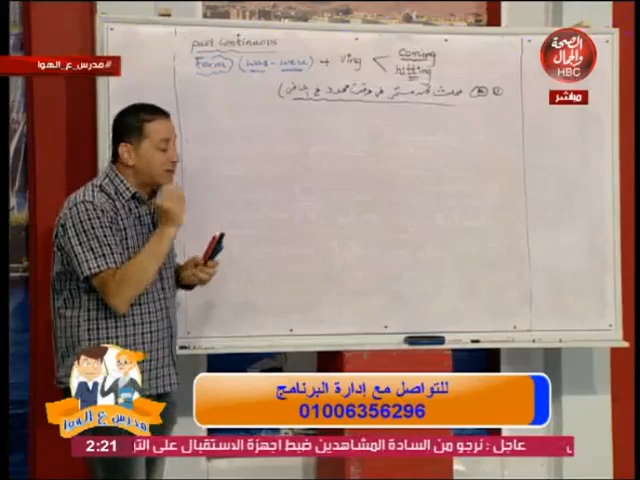 past Continuous
Form (was - were) + Ving
Coming
hitting
الصحة
والجمال
HBC
مباشر
#مدرس_ع_الهوا
للتواصل مع إدارة البرنامج
01006356296
مدرس ع الهوا
2:21
عاجل : نرجو من السادة المشاهدين ضبط اجهزة الاستقبال على التر